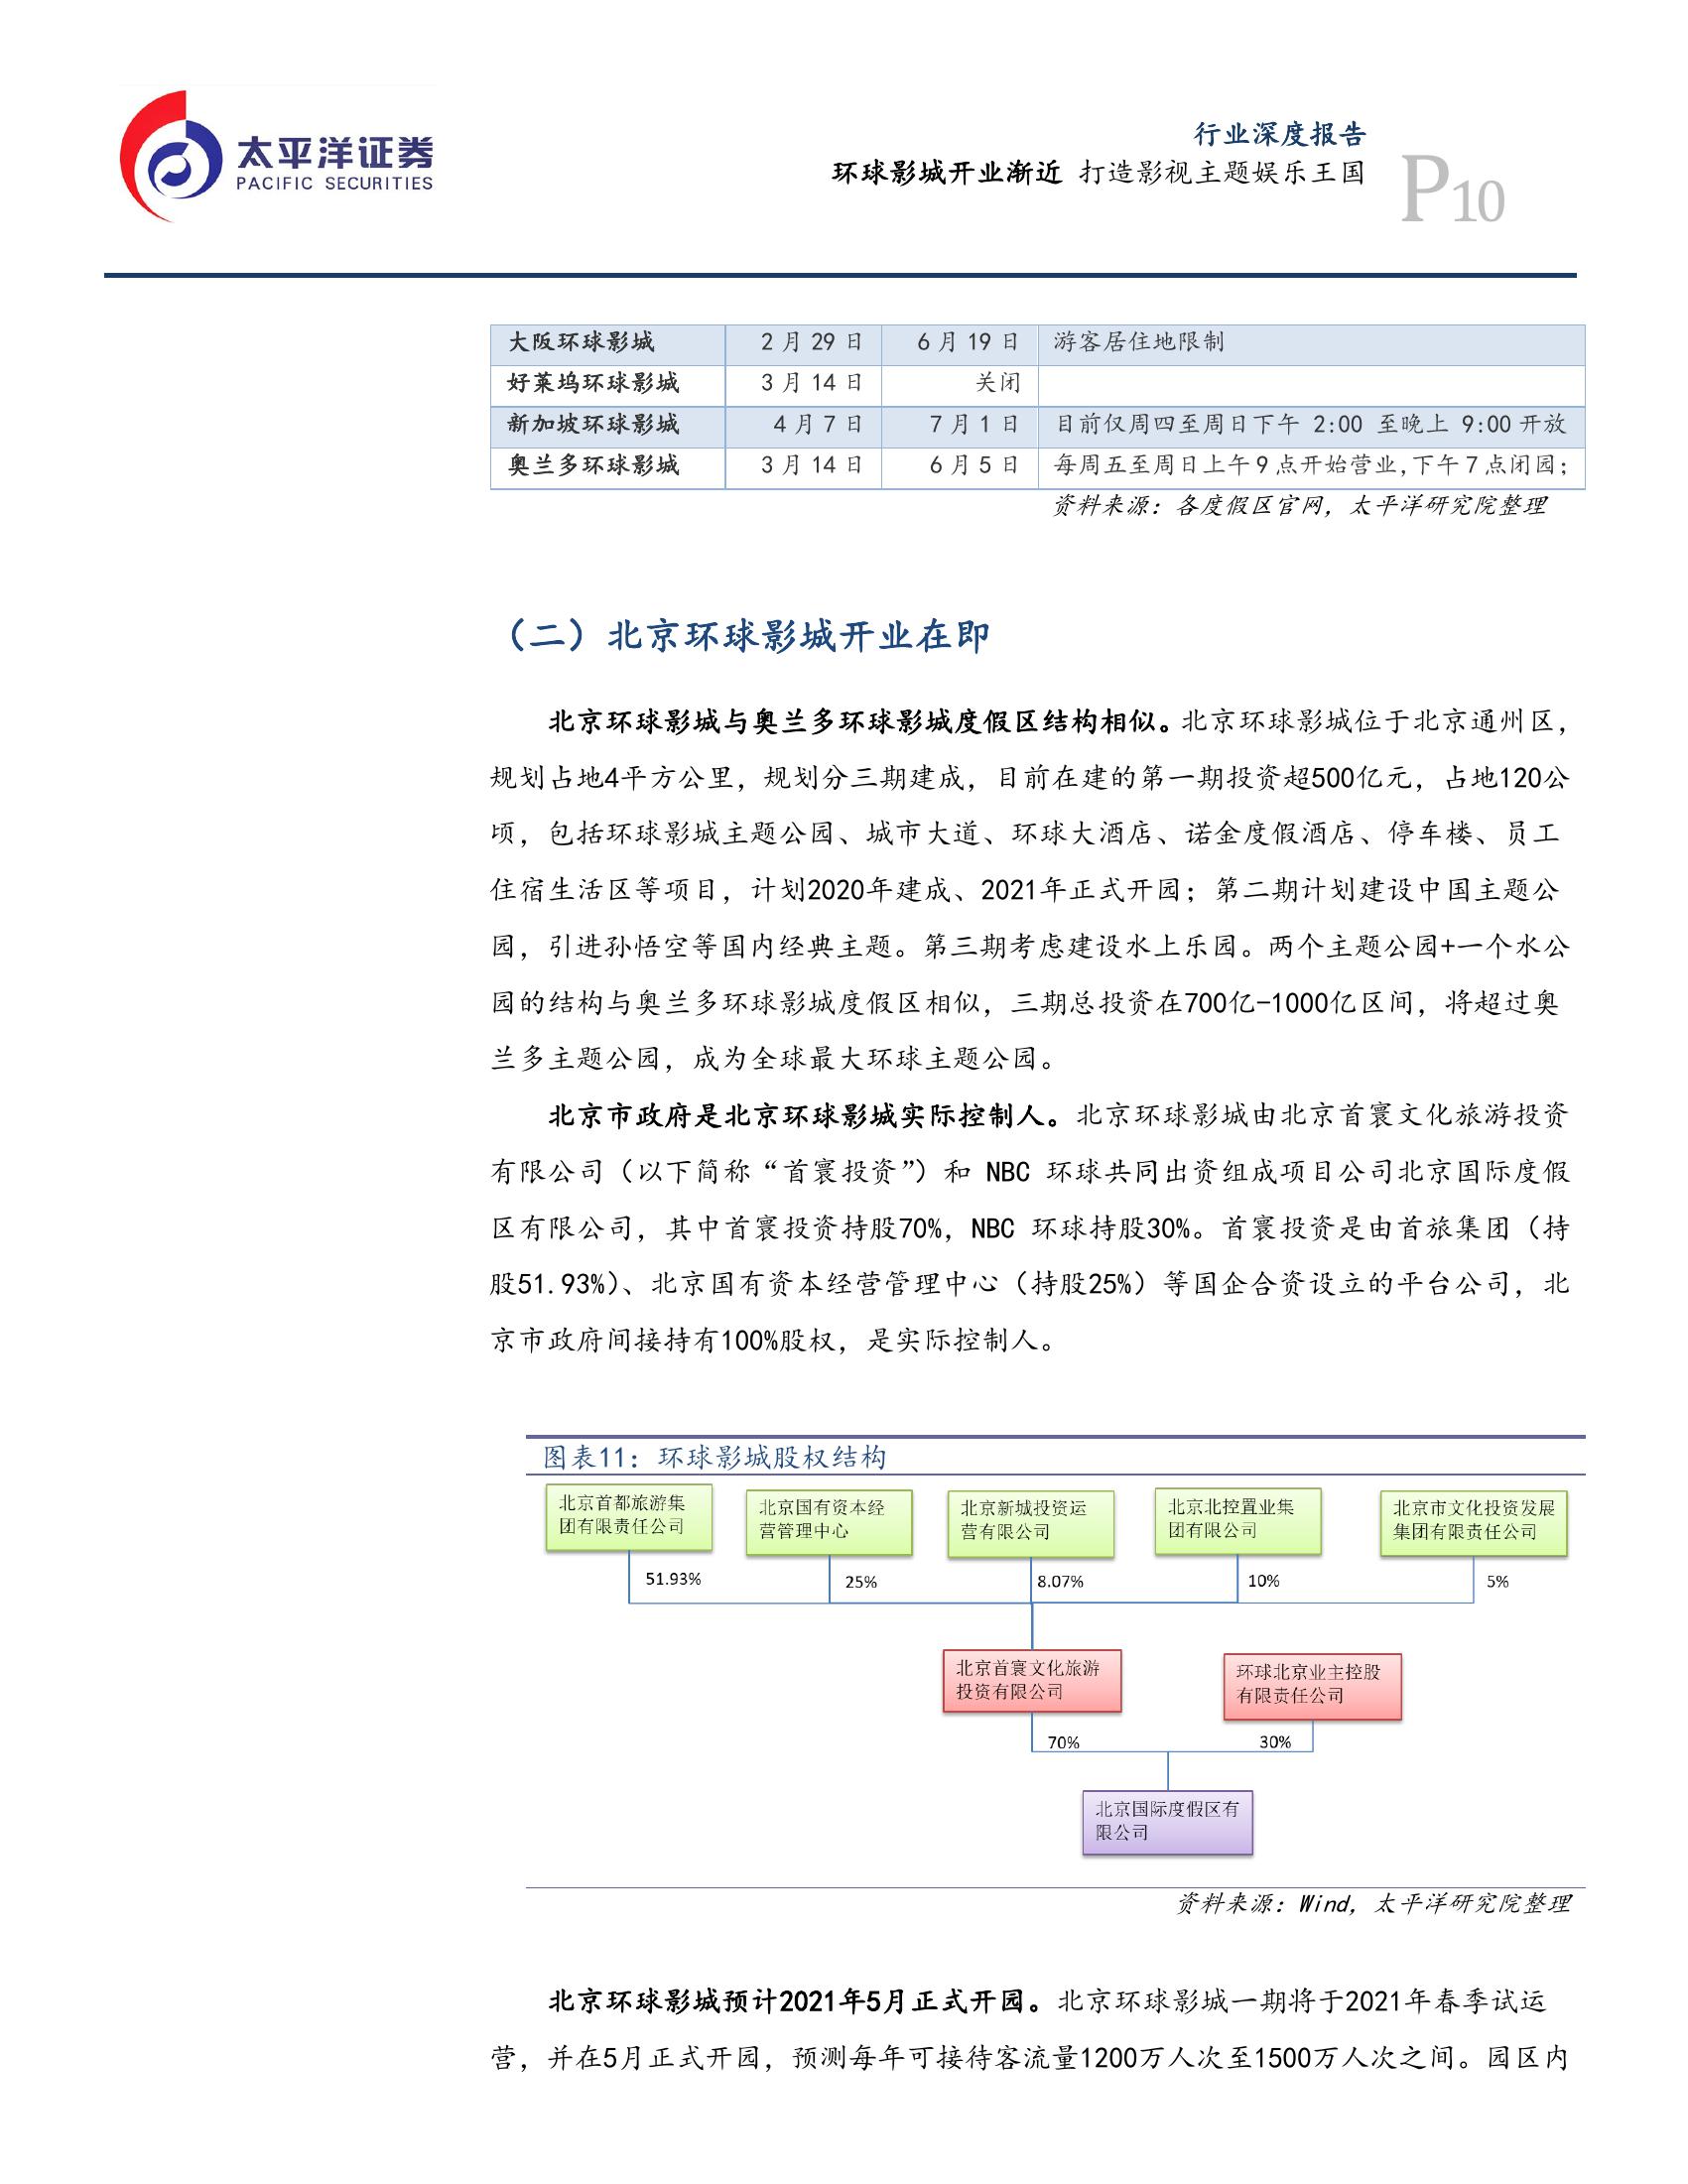 太平洋证券
PACIFIC SECURITIES
行业深度报告
环球影城开业渐近 打造影视主题娱乐王国
P10
大阪环球影城 2月29日 6月19日 游客居住地限制
好莱坞环球影城 3月14日 关闭
新加坡环球影城 4月7日 7月1日 目前仅周四至周日下午 2:00 至晚上 9:00 开放
奥兰多环球影城 3月14日 6月5日 每周五至周日上午9点开始营业,下午7点闭园;
资料来源：各度假区官网，太平洋研究院整理
（二）北京环球影城开业在即
北京环球影城与奥兰多环球影城度假区结构相似。北京环球影城位于北京通州区，
规划占地4平方公里，规划分三期建成，目前在建的第一期投资超500亿元，占地120公
顷，包括环球影城主题公园、城市大道、环球大酒店、诺金度假酒店、停车楼、员工
住宿生活区等项目，计划2020年建成、2021年正式开园；第二期计划建设中国主题公
园，引进孙悟空等国内经典主题。第三期考虑建设水上乐园。两个主题公园+一个水公
园的结构与奥兰多环球影城度假区相似，三期总投资在700亿-1000亿区间，将超过奥
兰多主题公园，成为全球最大环球主题公园。
北京市政府是北京环球影城实际控制人。北京环球影城由北京首寰文化旅游投资
有限公司（以下简称“首寰投资”）和 NBC 环球共同出资组成项目公司北京国际度假
区有限公司，其中首寰投资持股70%，NBC 环球持股30%。首寰投资是由首旅集团（持
股51.93%）、北京国有资本经营管理中心（持股25%）等国企合资设立的平台公司，北
京市政府间接持有100%股权，是实际控制人。
图表11：环球影城股权结构
北京首都旅游集
团有限责任公司
北京国有资本经
营管理中心
北京新城投资运
营有限公司
北京北控置业集
团有限公司
北京市文化投资发展
集团有限责任公司
51.93% 25% 8.07% 10% 5%
北京首寰文化旅游
投资有限公司
环球北京业主控股
有限责任公司
70% 30%
北京国际度假区有
限公司
资料来源：Wind，太平洋研究院整理
北京环球影城预计2021年5月正式开园。北京环球影城一期将于2021年春季试运
营，并在5月正式开园，预测每年可接待客流量1200万人次至1500万人次之间。园区内